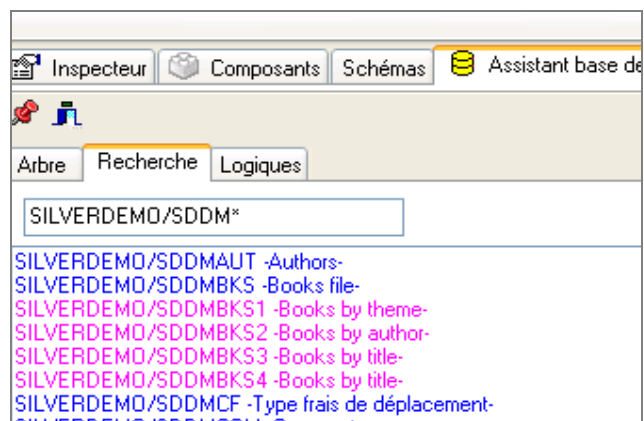 Inspecteur Composants Schémas Assistant base de
Arbre Recherche Logiques
SILVERDEMO/SDDM*
SILVERDEMO/SDDMAUT -Authors-
SILVERDEMO/SDDMBKS -Books file-
SILVERDEMO/SDDMBKS1 -Books by theme-
SILVERDEMO/SDDMBKS2 -Books by author-
SILVERDEMO/SDDMBKS3 -Books by title-
SILVERDEMO/SDDMBKS4 -Books by title-
SILVERDEMO/SDDMCF -Type frais de déplacement-